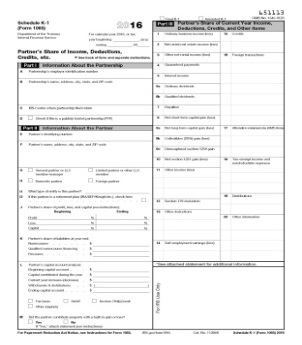 651113
Final K-1
Amended K-1
OMB No. 1545-0123
Schedule K-1
(Form 1065)
2016
Department of the Treasury
Internal Revenue Service
For calendar year 2016, or tax
year beginning , 2016
ending , 20
Partner's Share of Income, Deductions,
Credits, etc.
See back of form and separate instructions.
Part I Information About the Partnership
A Partnership's employer identification number
B Partnership's name, address, city, state, and ZIP code
C IRS Center where partnership filed return
D Check if this is a publicly traded partnership (PTP)
Part II Information About the Partner
E Partner's identifying number
F Partner's name, address, city, state, and ZIP code
G General partner or LLC
member-manager
Limited partner or other LLC
member
H Domestic partner
Foreign partner
I1 What type of entity is this partner?
I2 If this partner is a retirement plan (IRA/SEP/Keogh/etc.), check here
J Partner's share of profit, loss, and capital (see instructions):
Beginning Ending
Profit % %
Loss % %
Capital % %
K Partner's share of liabilities at year end:
Nonrecourse $
Qualified nonrecourse financing $
Recourse $
L Partner's capital account analysis:
Beginning capital account $
Capital contributed during the year $
Current year increase (decrease) $
Withdrawals & distributions $ ( )
Ending capital account $
Tax basis GAAP Section 704(b) book
Other (explain)
M Did the partner contribute property with a built-in gain or loss?
Yes No
If "Yes," attach statement (see instructions)
Part III Partner's Share of Current Year Income,
Deductions, Credits, and Other Items
1 Ordinary business income (loss)
15 Credits
2 Net rental real estate income (loss)
3 Other net rental income (loss)
16 Foreign transactions
4 Guaranteed payments
5 Interest income
6a Ordinary dividends
6b Qualified dividends
7 Royalties
8 Net short-term capital gain (loss)
9a Net long-term capital gain (loss)
17 Alternative minimum tax (AMT) items
9b Collectibles (28%) gain (loss)
9c Unrecaptured section 1250 gain
10 Net section 1231 gain (loss)
18 Tax-exempt income and
nondeductible expenses
11 Other income (loss)
19 Distributions
12 Section 179 deduction
13 Other deductions
20 Other information
14 Self-employment earnings (loss)
*See attached statement for additional information.
For IRS Use Only
For Paperwork Reduction Act Notice, see Instructions for Form 1065.
IRS.gov/form1065
Cat. No. 11394R
Schedule K-1 (Form 1065) 2016